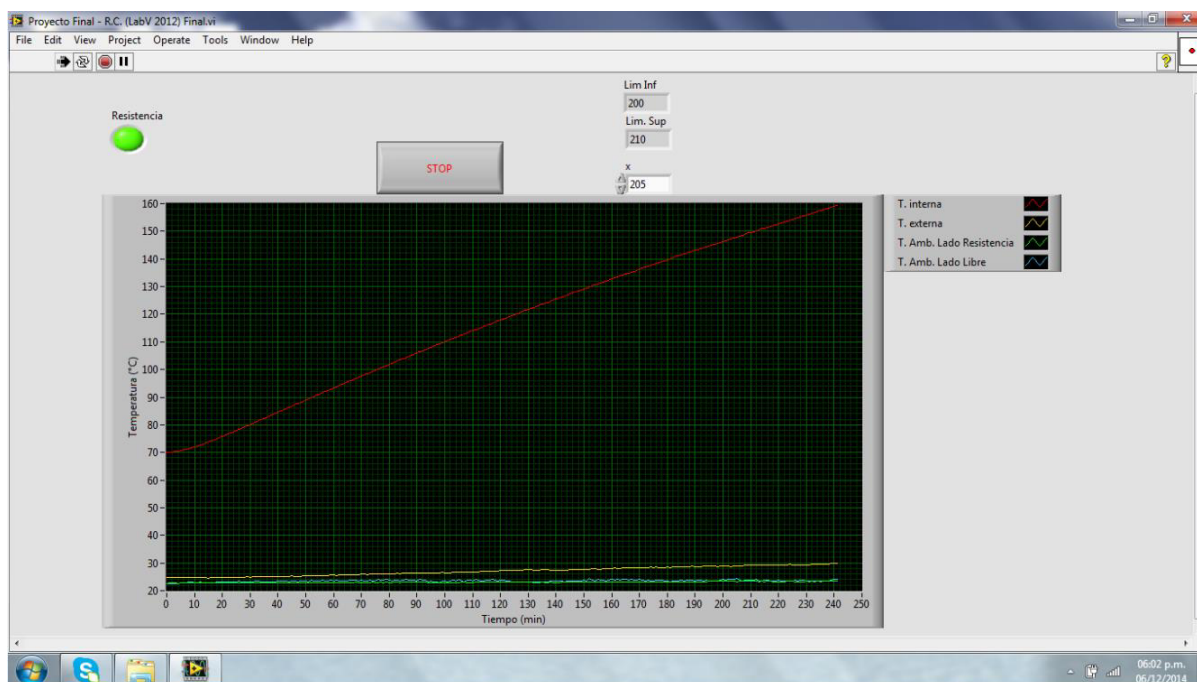 Proyecto Final - R.C. (LabV 2012) Final.vi
File Edit View Project Operate Tools Window Help
?
Lim Inf
200
Resistencia
Lim. Sup
210
STOP
x
205
T. interna
T. externa
T. Amb. Lado Resistencia
T. Amb. Lado Libre
Temperatura (°C)
160
150
140
130
120
110
100
90
80
70
60
50
40
30
20
0 10 20 30 40 50 60 70 80 90 100 110 120 130 140 150 160 170 180 190 200 210 220 230 240 250
Tiempo (min)
06:02 p.m.
06/12/2014